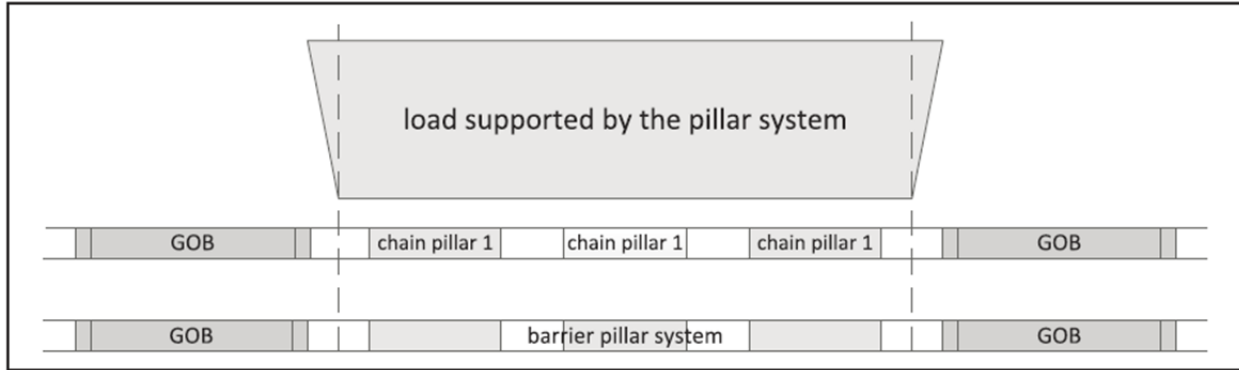 load supported by the pillar system
GOB chain pillar 1 chain pillar 1 chain pillar 1 GOB
GOB barrier pillar system GOB